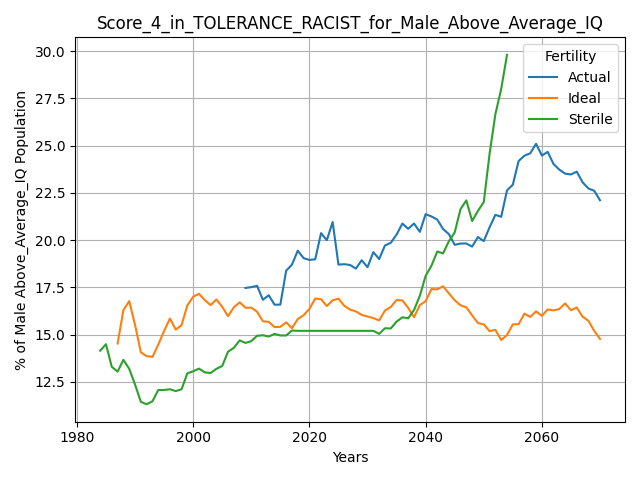 Score_4_in_TOLERANCE_RACIST_for_Male_Above_Average_IQ
% of Male Above_Average_IQ Population
30.0
27.5
25.0
22.5
20.0
17.5
15.0
12.5
Fertility
Actual
Ideal
Sterile
1980 2000 2020 2040 2060
Years